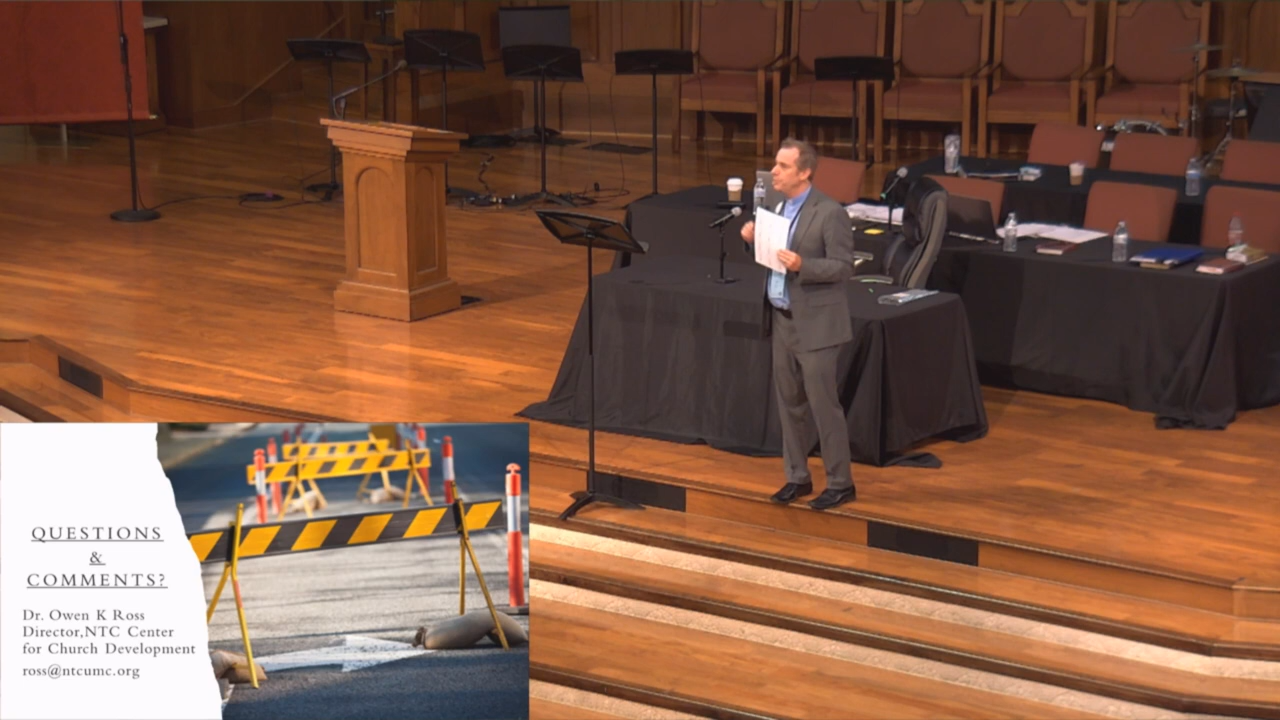 QUESTIONS
&
COMMENTS?
Dr. Owen K Ross
Director,NTC Center
for Church Development
ross@ntcumc.org